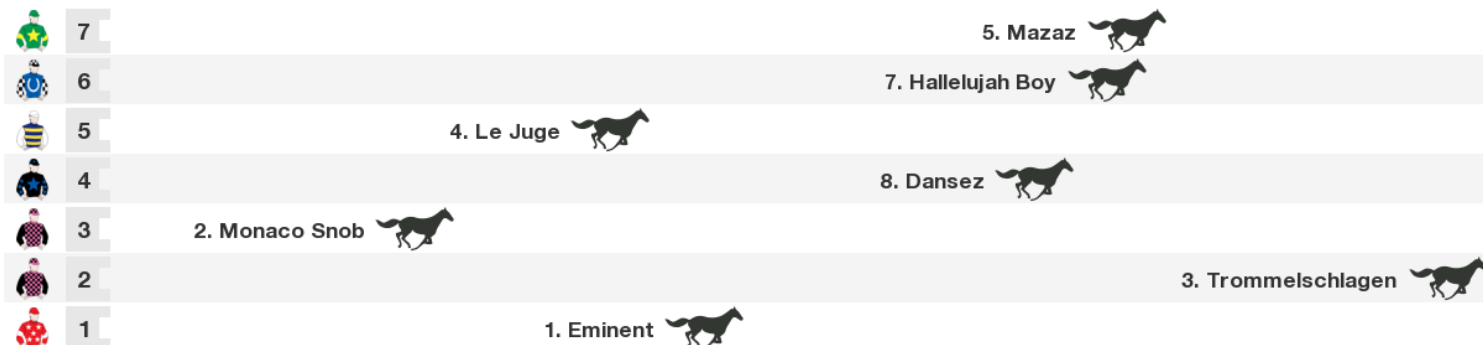 7 5. Mazaz
6 7. Hallelujah Boy
5 4. Le Juge
4 8. Dansez
3 2. Monaco Snob
2 3. Trommelschlagen
1 1. Eminent